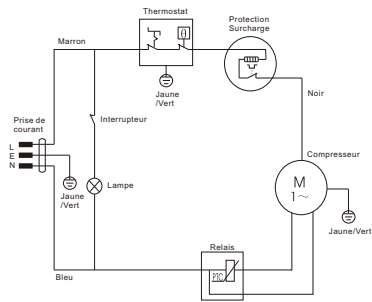 Thermostat
Protection
Surcharge
Marron
θ
Jaune
/Vert
Noir
Prise de
courant
Interrupteur
L
E
N
Compresseur
M
1~
Lampe
Jaune
/Vert
Jaune/Vert
Relais
PTC
Bleu